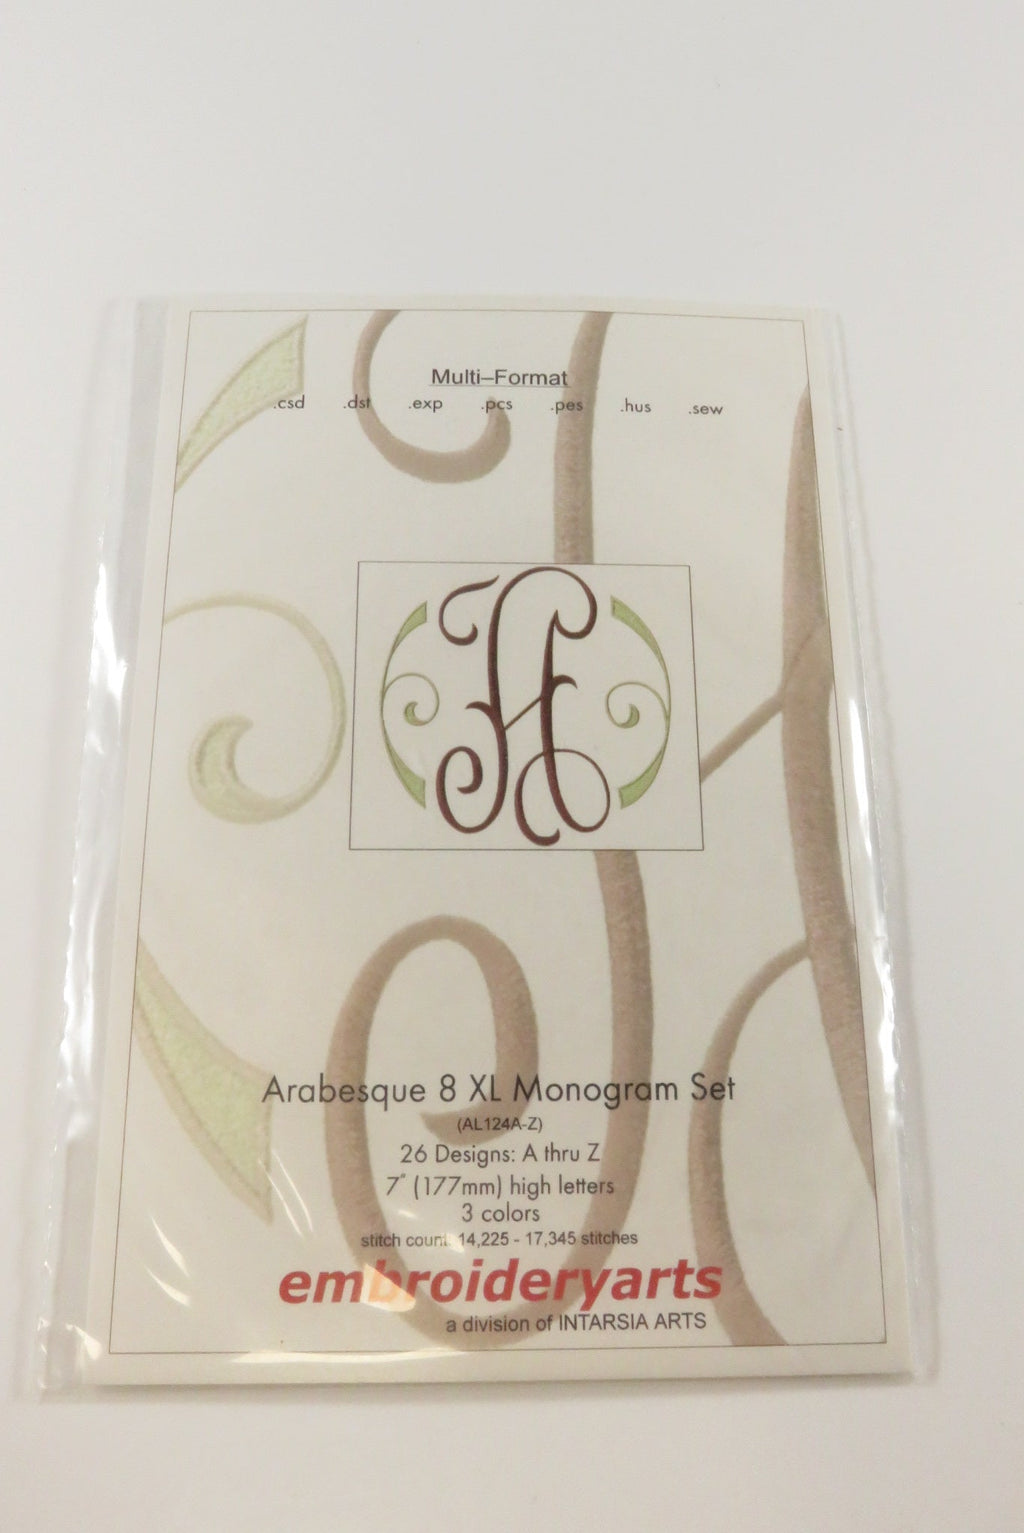 Multi–Format
.csd .dst .exp .pcs .pes .hus .sew
Arabesque 8 XL Monogram Set
(AL124A-Z)
26 Designs: A thru Z
7" (177mm) high letters
3 colors
stitch count: 14,225 - 17,345 stitches
embroideryarts
a division of INTARSIA ARTS